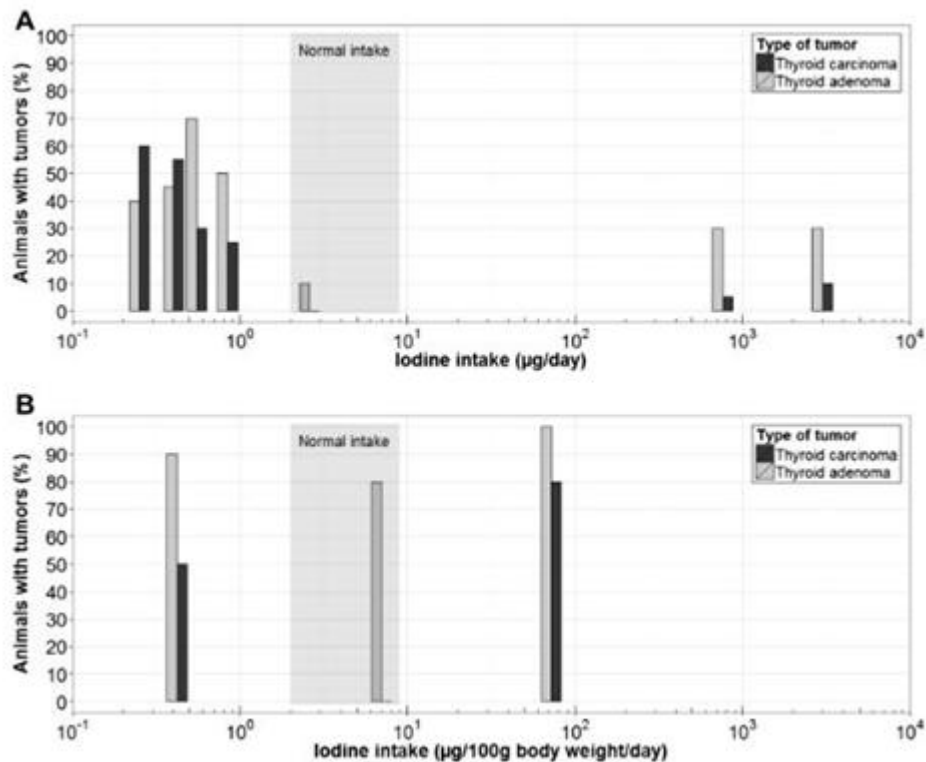 A
Animals with tumors (%)
100
90
80
70
60
50
40
30
20
10
0
Normal intake
Type of tumor
Thyroid carcinoma
Thyroid adenoma
10-1 100 101 102 103 104
Iodine intake (µg/day)
B
Animals with tumors (%)
100
90
80
70
60
50
40
30
20
10
0
Normal intake
Type of tumor
Thyroid carcinoma
Thyroid adenoma
10-1 100 101 102 103 104
Iodine intake (µg/100g body weight/day)